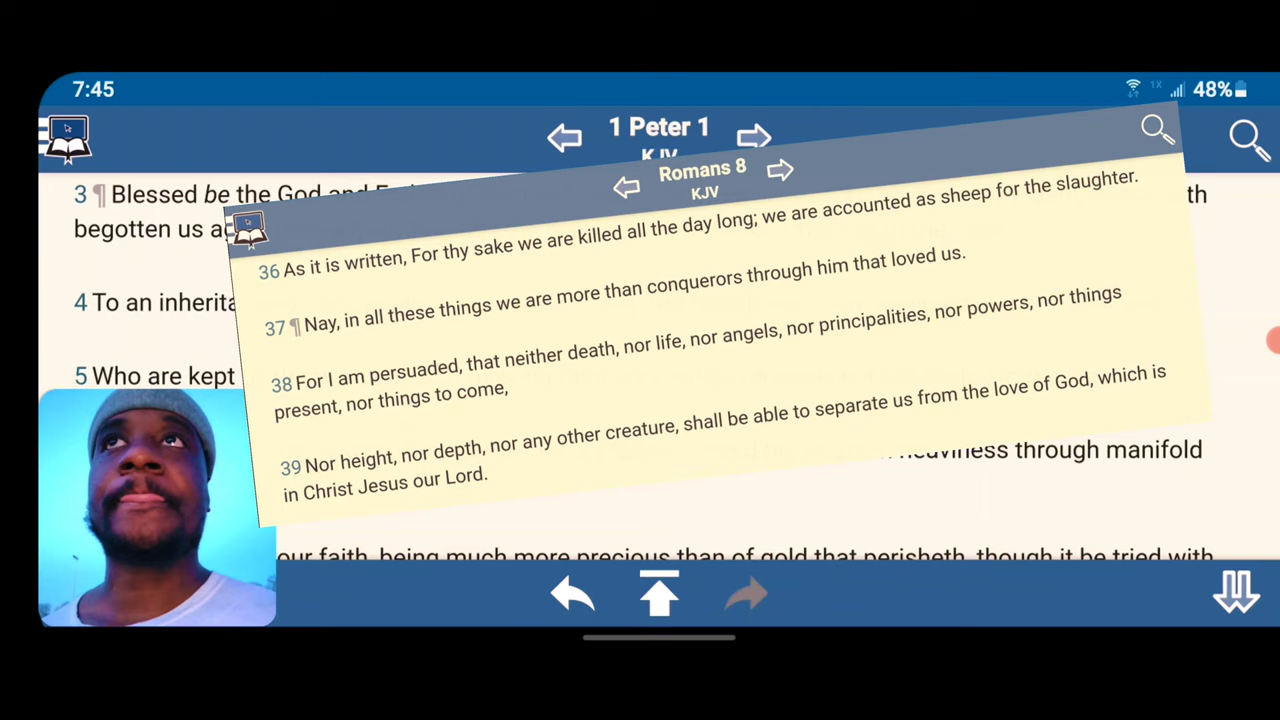 7:45
1X
48%
1 Peter 1
KJV
Romans 8
KJV
3 ¶ Blessed be the God and
th
begotten us
36 As it is written, For thy sake we are killed all the day long; we are accounted as sheep for the slaughter.
37 ¶ Nay, in all these things we are more than conquerors through him that loved us.
4 To an
38 For I am persuaded, that neither death, nor life, nor angels, nor principalities, nor powers, nor things
present, nor things to come,
5 Who are kept
39 Nor height, nor depth, nor any other creature, shall be able to separate us from the love of God, which is
in Christ Jesus our Lord.
heaviness through manifold
our faith, being much more precious than of gold that perisheth, though it be tried with